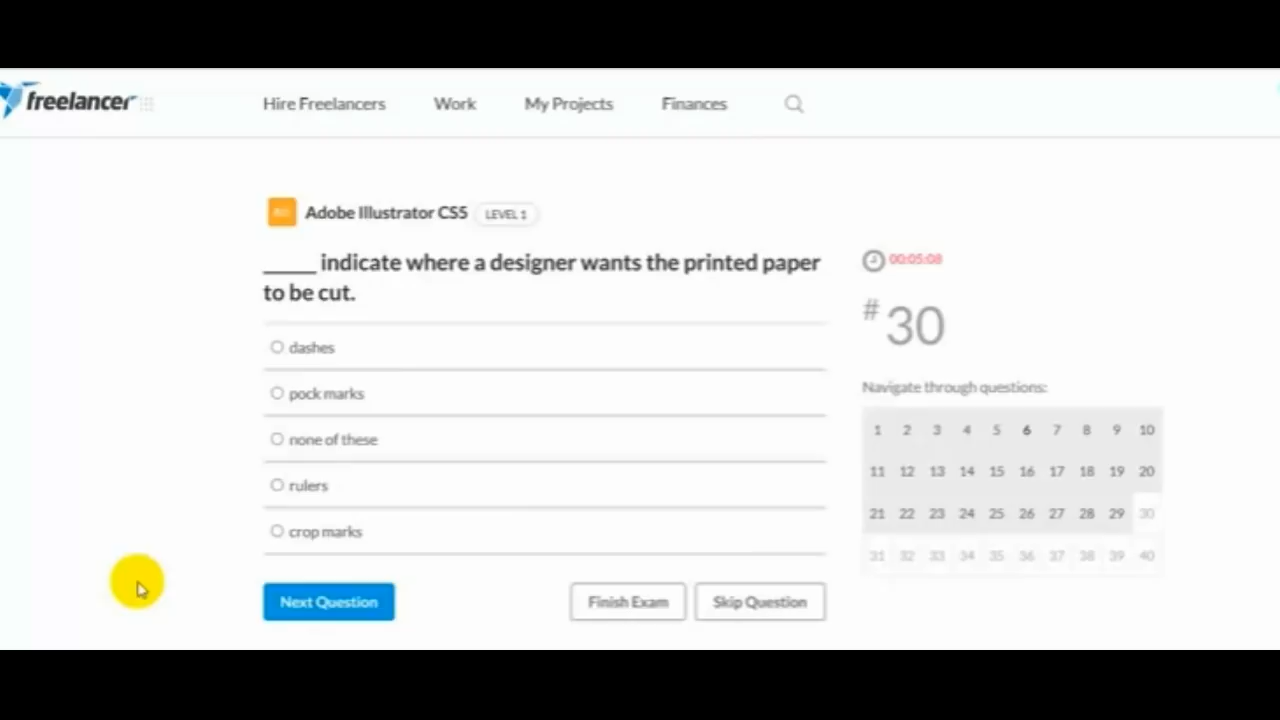 freelancer
Hire Freelancers Work My Projects Finances
Adobe Illustrator CS5 LEVEL 1
_____ indicate where a designer wants the printed paper
to be cut.
00:05:08
# 30
dashes
pock marks
none of these
rulers
crop marks
Navigate through questions:
1 2 3 4 5 6 7 8 9 10
11 12 13 14 15 16 17 18 19 20
21 22 23 24 25 26 27 28 29 30
31 32 33 34 35 36 37 38 39 40
Next Question Finish Exam Skip Question